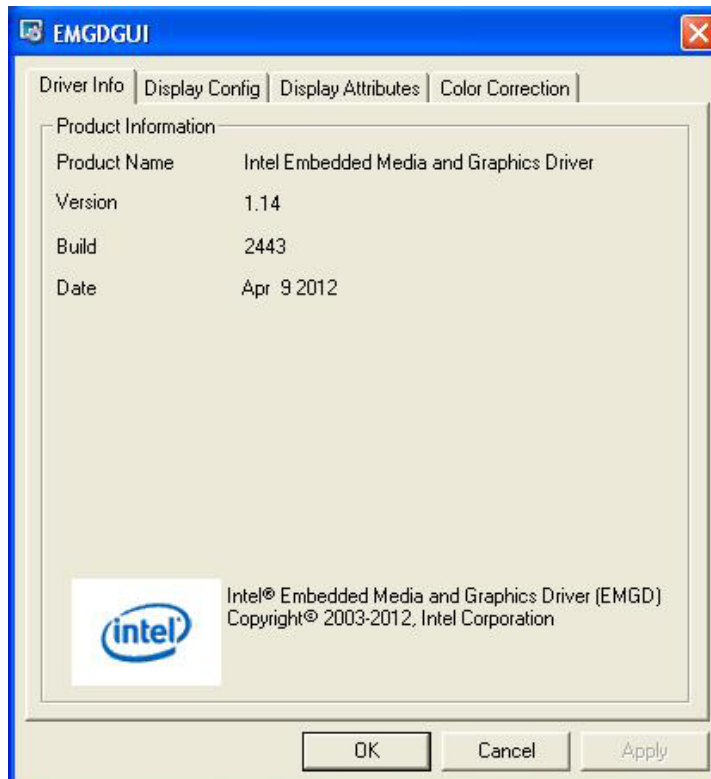 EMGDGUI
Driver Info Display Config Display Attributes Color Correction
Product Information
Product Name Intel Embedded Media and Graphics Driver
Version 1.14
Build 2443
Date Apr 9 2012
intel
Intel® Embedded Media and Graphics Driver (EMGD)
Copyright© 2003-2012, Intel Corporation
OK Cancel Apply